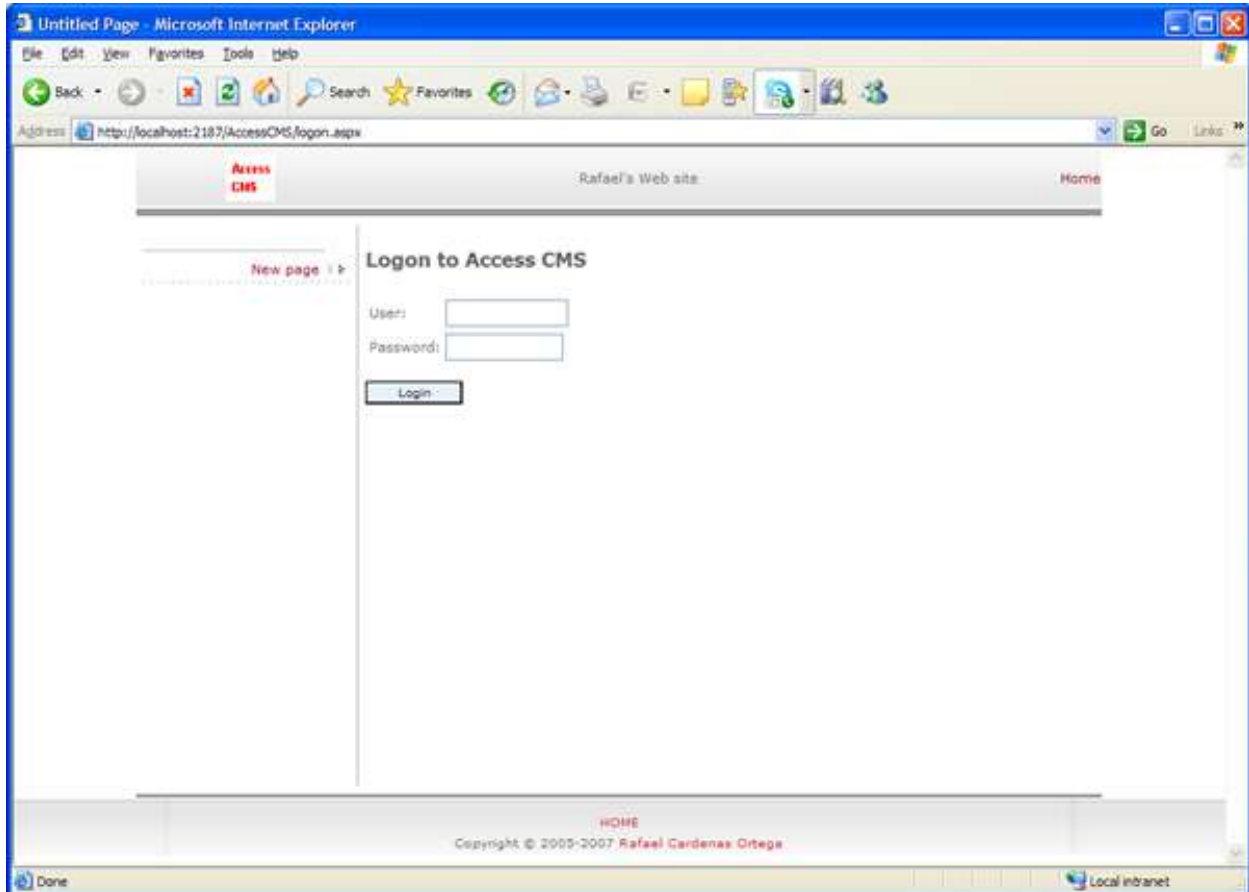 Untitled Page - Microsoft Internet Explorer
File Edit View Favorites Tools Help
Back Search Favorites
Address http://localhost:2187/AccessCMS/logon.aspx Go Links »
Access
CMS
Rafael's Web site
Home
New page
Logon to Access CMS
User:
Password:
Login
HOME
Copyright © 2005-2007 Rafael Cardenas Ortega
Done Local intranet